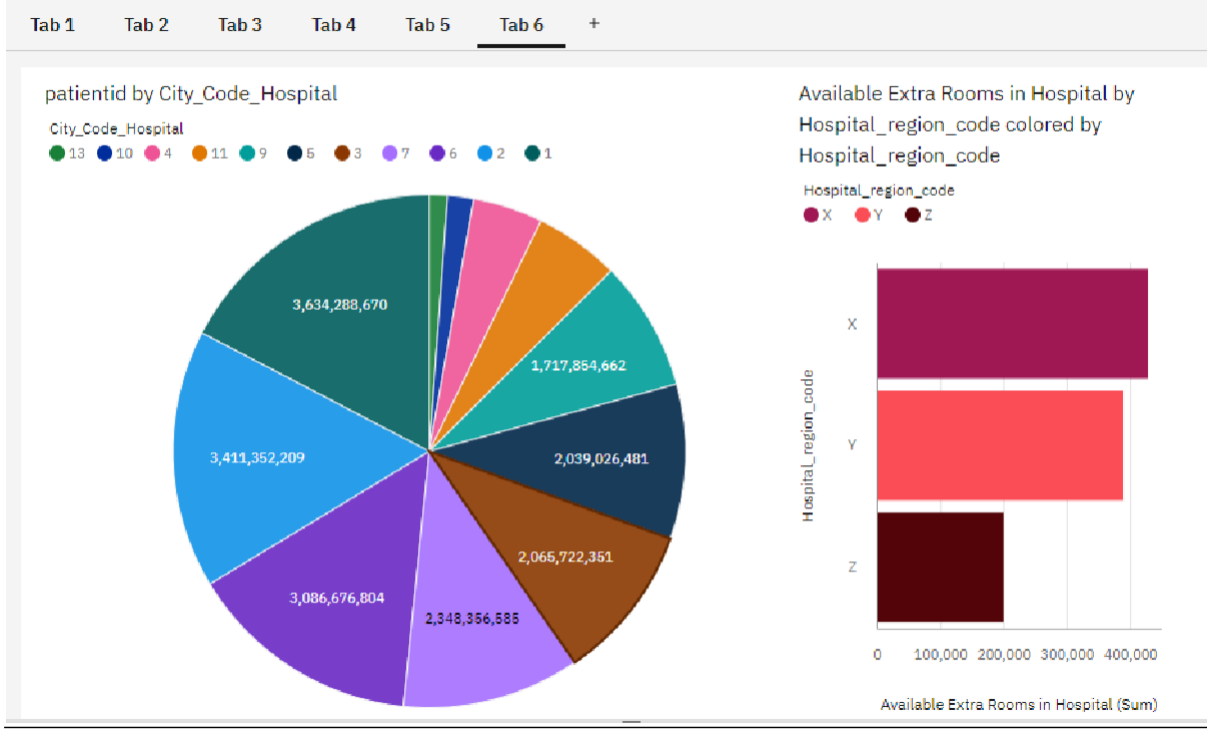 Tab 1 Tab 2 Tab 3 Tab 4 Tab 5 Tab 6 +
patientid by City_Code_Hospital
City_Code_Hospital
13 10 4 11 9 5 3 7 6 2 1
3,634,288,670
1,717,854,662
3,411,352,209
2,039,026,481
2,065,722,351
3,086,676,804
2,348,356,585
Available Extra Rooms in Hospital by
Hospital_region_code colored by
Hospital_region_code
Hospital_region_code
X Y Z
Hospital_region_code
X
Y
Z
0 100,000 200,000 300,000 400,000
Available Extra Rooms in Hospital (Sum)